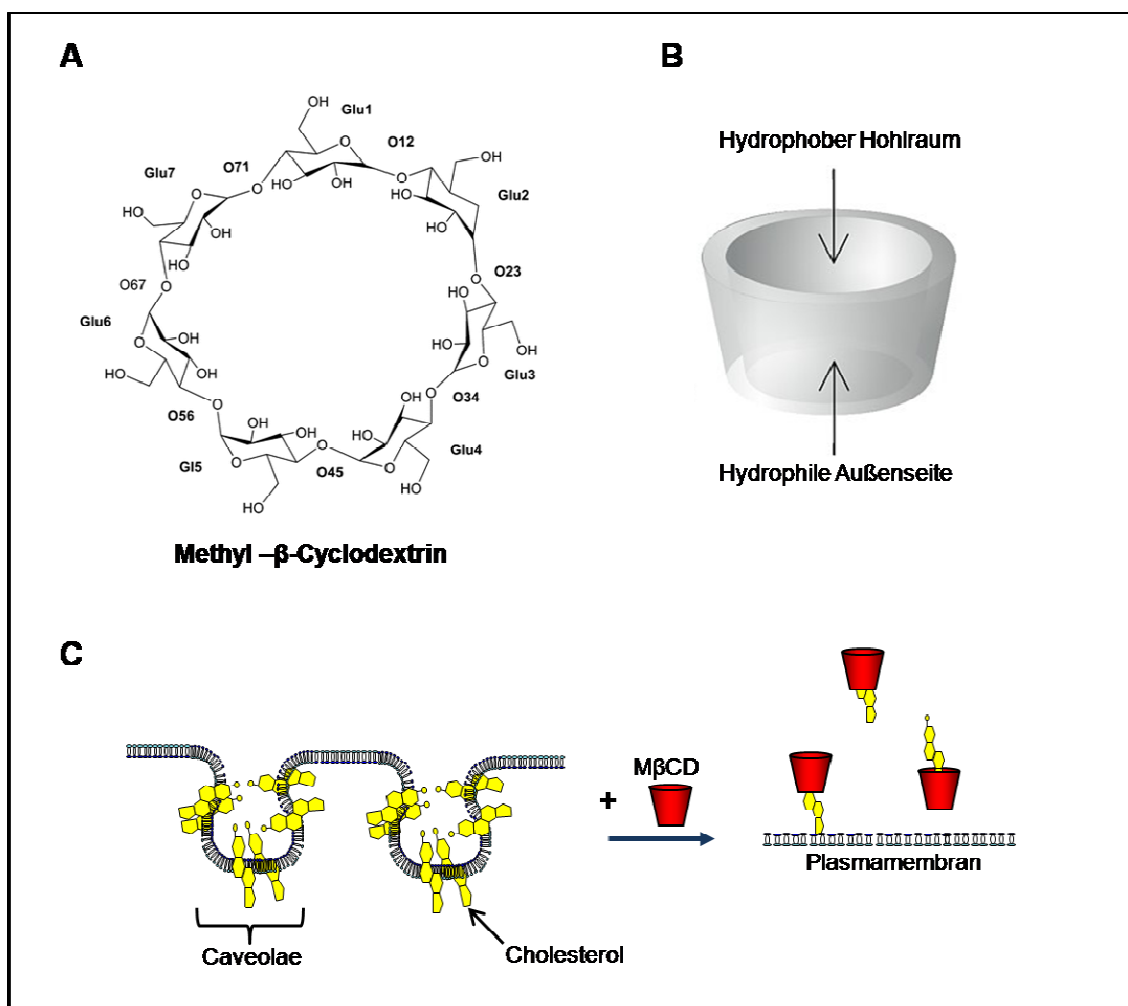 A
B
OH
Glu1
O12
O
O71
Glu7
OH
O
HO
OH
O
Glu2
O
O
HO
HO
HO
OH
OH
HO
O23
O
O67
HO
Glu6
O
OH
O
HO
OH
HO
HO
O
Glu3
O
O34
O56
O
OH
OH
HO
OH
O
O
HO
Gl5
O45
O
Glu4
OH
HO
Methyl –β-Cyclodextrin
Hydrophober Hohlraum
Hydrophile Außenseite
C
MβCD
+
Plasmamembran
Caveolae
Cholesterol